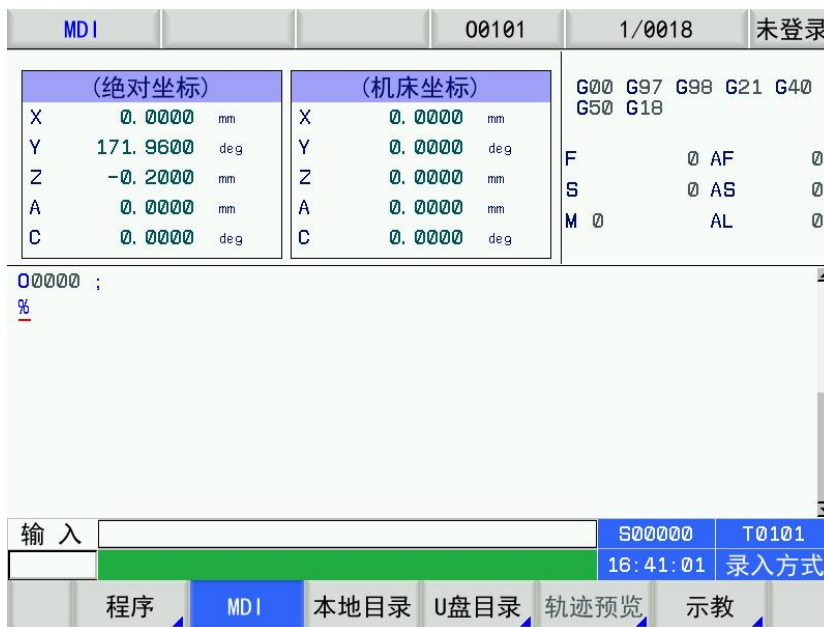 MDI O0101 1/0018 未登录
(绝对坐标) (机床坐标) G00 G97 G98 G21 G40
G50 G18
X 0.0000 mm X 0.0000 mm
Y 171.9600 deg Y 0.0000 deg
Z -0.2000 mm Z 0.0000 mm
A 0.0000 mm A 0.0000 mm
C 0.0000 deg C 0.0000 deg
F 0 AF 0
S 0 AS 0
M 0 AL 0
O0000 ;
%
输入 S00000 T0101
16:41:01 录入方式
程序 MDI 本地目录 U盘目录 轨迹预览 示教